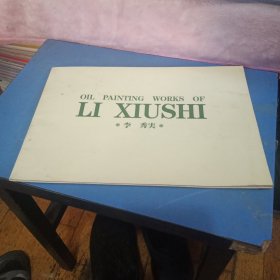 OIL PAINTING WORKS OF
LI XIUSHI
* 李 秀实 *